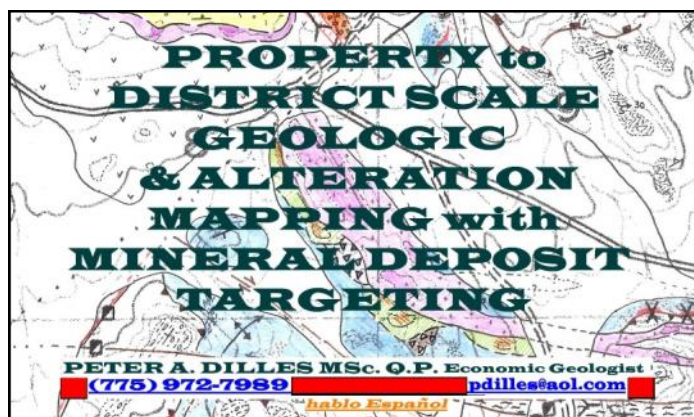 PROPERTY to
DISTRICT SCALE
GEOLOGIC
& ALTERATION
MAPPING with
MINERAL DEPOSIT
TARGETING
PETER A. DILLES MSc. Q.P. Economic Geologist
(775) 972-7989 pdilles@aol.com
hablo Español